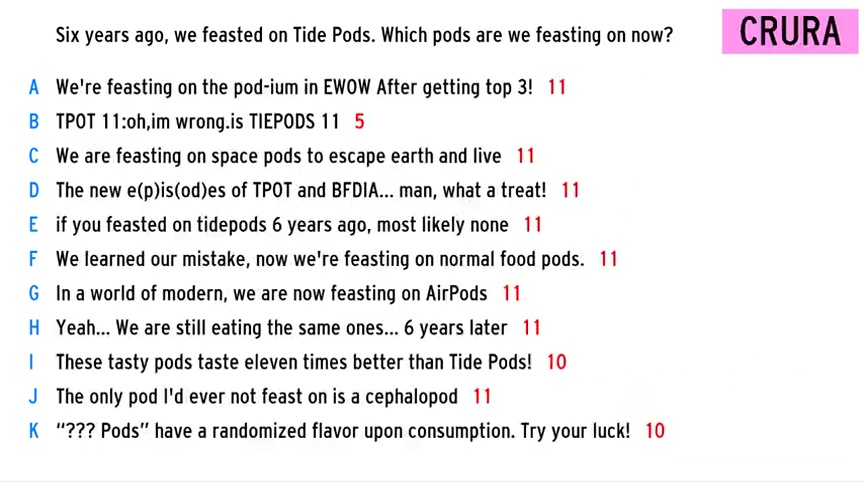 Six years ago, we feasted on Tide Pods. Which pods are we feasting on now?
CRURA
A We're feasting on the pod-ium in EWOW After getting top 3! 11
B TPOT 11:oh,im wrong.is TIEPODS 11 5
C We are feasting on space pods to escape earth and live 11
D The new e(p)is(od)es of TPOT and BFDIA... man, what a treat! 11
E if you feasted on tidepods 6 years ago, most likely none 11
F We learned our mistake, now we're feasting on normal food pods. 11
G In a world of modern, we are now feasting on AirPods 11
H Yeah... We are still eating the same ones... 6 years later 11
I These tasty pods taste eleven times better than Tide Pods! 10
J The only pod I'd ever not feast on is a cephalopod 11
K “??? Pods” have a randomized flavor upon consumption. Try your luck! 10